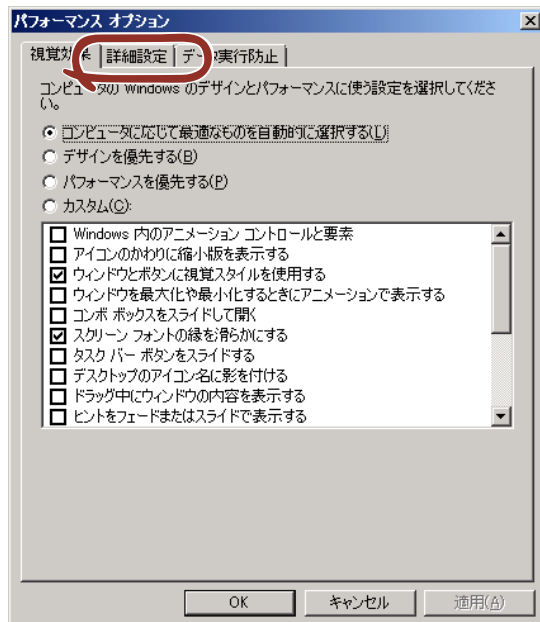 パフォーマンス オプション
視覚効果 詳細設定 データ実行防止
コンピュータの Windows のデザインとパフォーマンスに使う設定を選択してくださ
い。
コンピュータに応じて最適なものを自動的に選択する(L)
デザインを優先する(B)
パフォーマンスを優先する(P)
カスタム(C):
Windows 内のアニメーション コントロールと要素
アイコンのかわりに縮小版を表示する
ウィンドウとボタンに視覚スタイルを使用する
ウィンドウを最大化や最小化するときにアニメーションで表示する
コンボ ボックスをスライドして開く
スクリーン フォントの縁を滑らかにする
タスク バー ボタンをスライドする
デスクトップのアイコン名に影を付ける
ドラッグ中にウィンドウの内容を表示する
ヒントをフェードまたはスライドで表示する
OK キャンセル 適用(A)